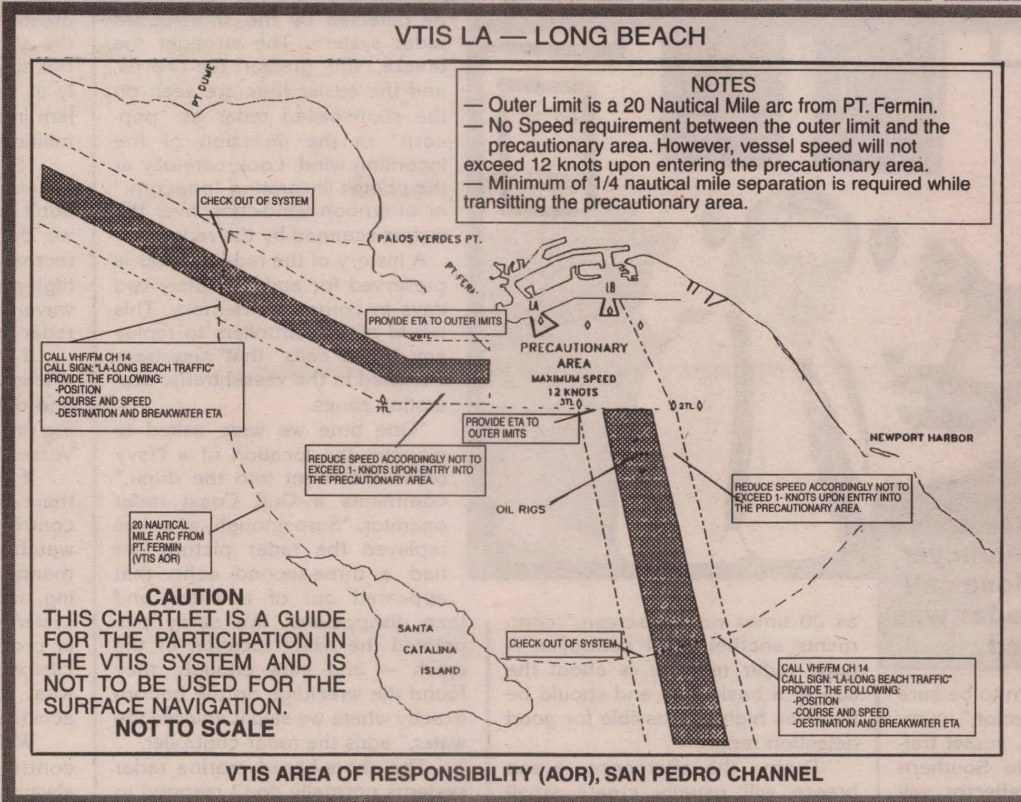 VTIS LA — LONG BEACH
PT DUME
NOTES
— Outer Limit is a 20 Nautical Mile arc from PT. Fermin.
— No Speed requirement between the outer limit and the
precautionary area. However, vessel speed will not
exceed 12 knots upon entering the precautionary area.
— Minimum of 1/4 nautical mile separation is required while
transitting the precautionary area.
CHECK OUT OF SYSTEM
PALOS VERDES PT.
PT FER
LA
LB
PROVIDE ETA TO OUTER IMITS
PRECAUTIONARY
AREA
MAXIMUM SPEED
12 KNOTS
CALL VHF/FM CH 14
CALL SIGN: "LA-LONG BEACH TRAFFIC"
PROVIDE THE FOLLOWING:
-POSITION
-COURSE AND SPEED
-DESTINATION AND BREAKWATER ETA
3TL
2TL
PROVIDE ETA TO
OUTER IMITS
NEWPORT HARBOR
REDUCE SPEED ACCORDINGLY NOT TO
EXCEED 1- KNOTS UPON ENTRY INTO
THE PRECAUTIONARY AREA.
REDUCE SPEED ACCORDINGLY NOT TO
EXCEED 1- KNOTS UPON ENTRY INTO
THE PRECAUTIONARY AREA.
OIL RIGS
20 NAUTICAL
MILE ARC FROM
PT. FERMIN
(VTIS AOR)
CAUTION
THIS CHARTLET IS A GUIDE
FOR THE PARTICIPATION IN
THE VTIS SYSTEM AND IS
NOT TO BE USED FOR THE
SURFACE NAVIGATION.
NOT TO SCALE
SANTA
CATALINA
ISLAND
CHECK OUT OF SYSTEM
CALL VHF/FM CH 14
CALL SIGN: "LA-LONG BEACH TRAFFIC"
PROVIDE THE FOLLOWING:
-POSITION
-COURSE AND SPEED
-DESTINATION AND BREAKWATER ETA
VTIS AREA OF RESPONSIBILITY (AOR), SAN PEDRO CHANNEL